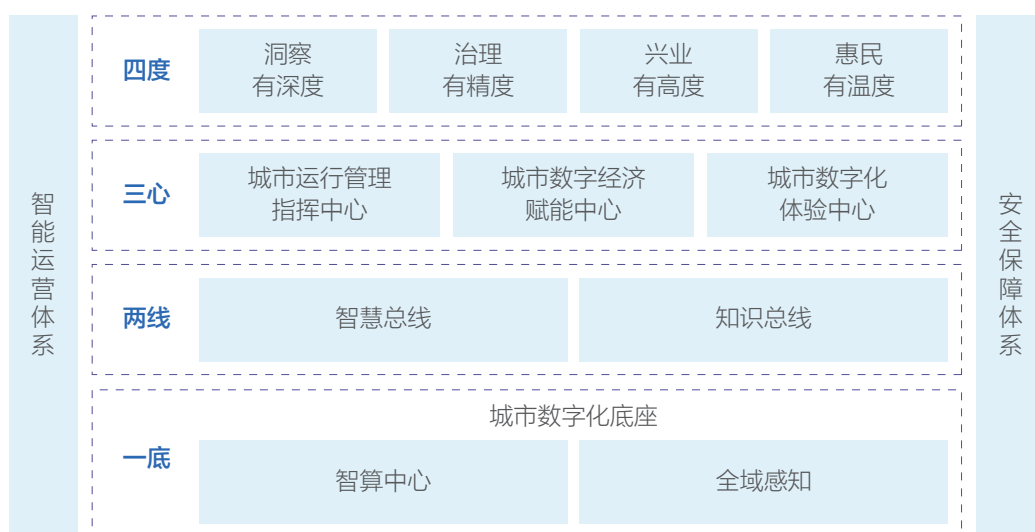 智能运营体系
四度
洞察
有深度
治理
有精度
兴业
有高度
惠民
有温度
三心
城市运行管理
指挥中心
城市数字经济
赋能中心
城市数字化
体验中心
两线
智慧总线
知识总线
一底
城市数字化底座
智算中心
全域感知
安全保障体系